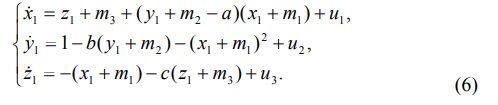 ẋ₁ = z₁ + m₃ + (y₁ + m₂ − a)(x₁ + m₁) + u₁,
ẏ₁ = 1 − b(y₁ + m₂) − (x₁ + m₁)² + u₂,
ż₁ = −(x₁ + m₁) − c(z₁ + m₃) + u₃.
(6)